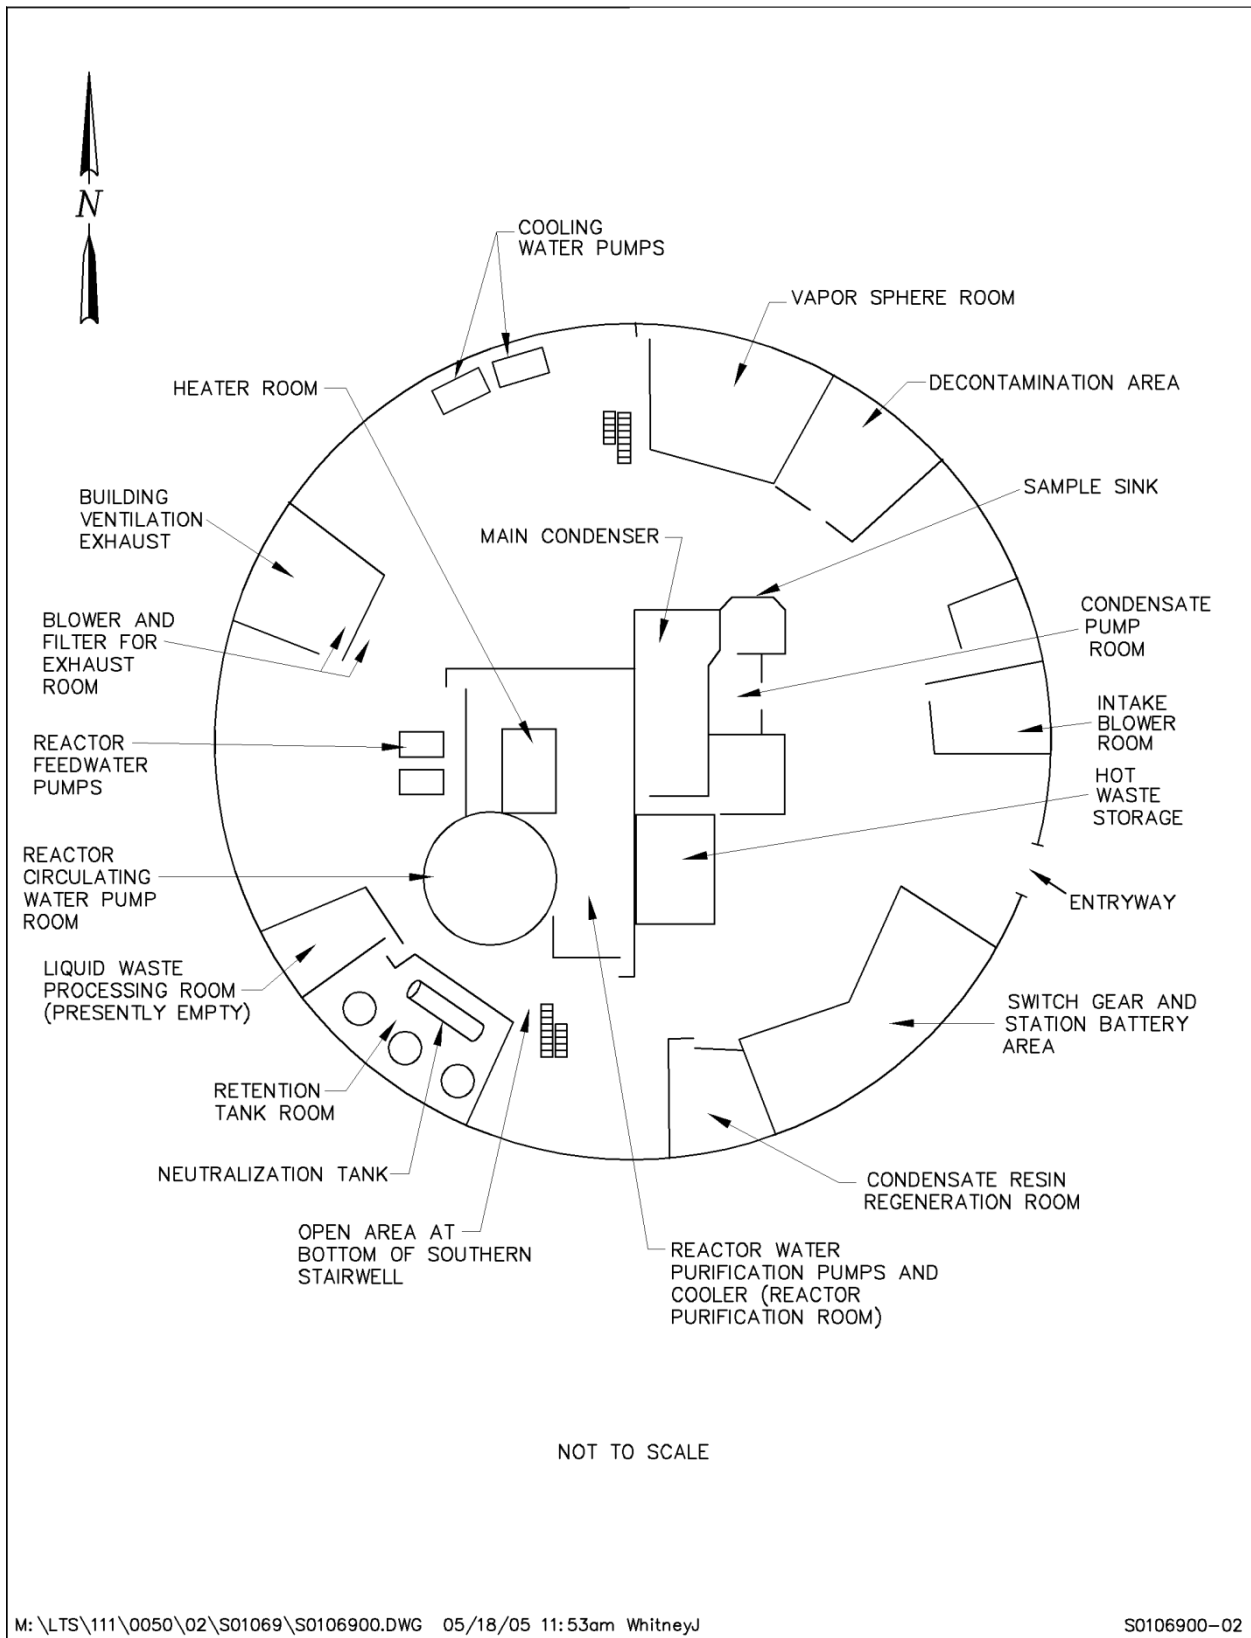 N
COOLING
WATER PUMPS
VAPOR SPHERE ROOM
HEATER ROOM
DECONTAMINATION AREA
SAMPLE SINK
BUILDING
VENTILATION
EXHAUST
MAIN CONDENSER
BLOWER AND
FILTER FOR
EXHAUST
ROOM
CONDENSATE
PUMP
ROOM
INTAKE
BLOWER
ROOM
REACTOR
FEEDWATER
PUMPS
HOT
WASTE
STORAGE
REACTOR
CIRCULATING
WATER PUMP
ROOM
ENTRYWAY
LIQUID WASTE
PROCESSING ROOM
(PRESENTLY EMPTY)
SWITCH GEAR AND
STATION BATTERY
AREA
RETENTION
TANK ROOM
NEUTRALIZATION TANK
CONDENSATE RESIN
REGENERATION ROOM
OPEN AREA AT
BOTTOM OF SOUTHERN
STAIRWELL
REACTOR WATER
PURIFICATION PUMPS AND
COOLER (REACTOR
PURIFICATION ROOM)
NOT TO SCALE
M:\LTS\111\0050\02\S01069\S0106900.DWG 05/18/05 11:53am WhitneyJ
S0106900-02